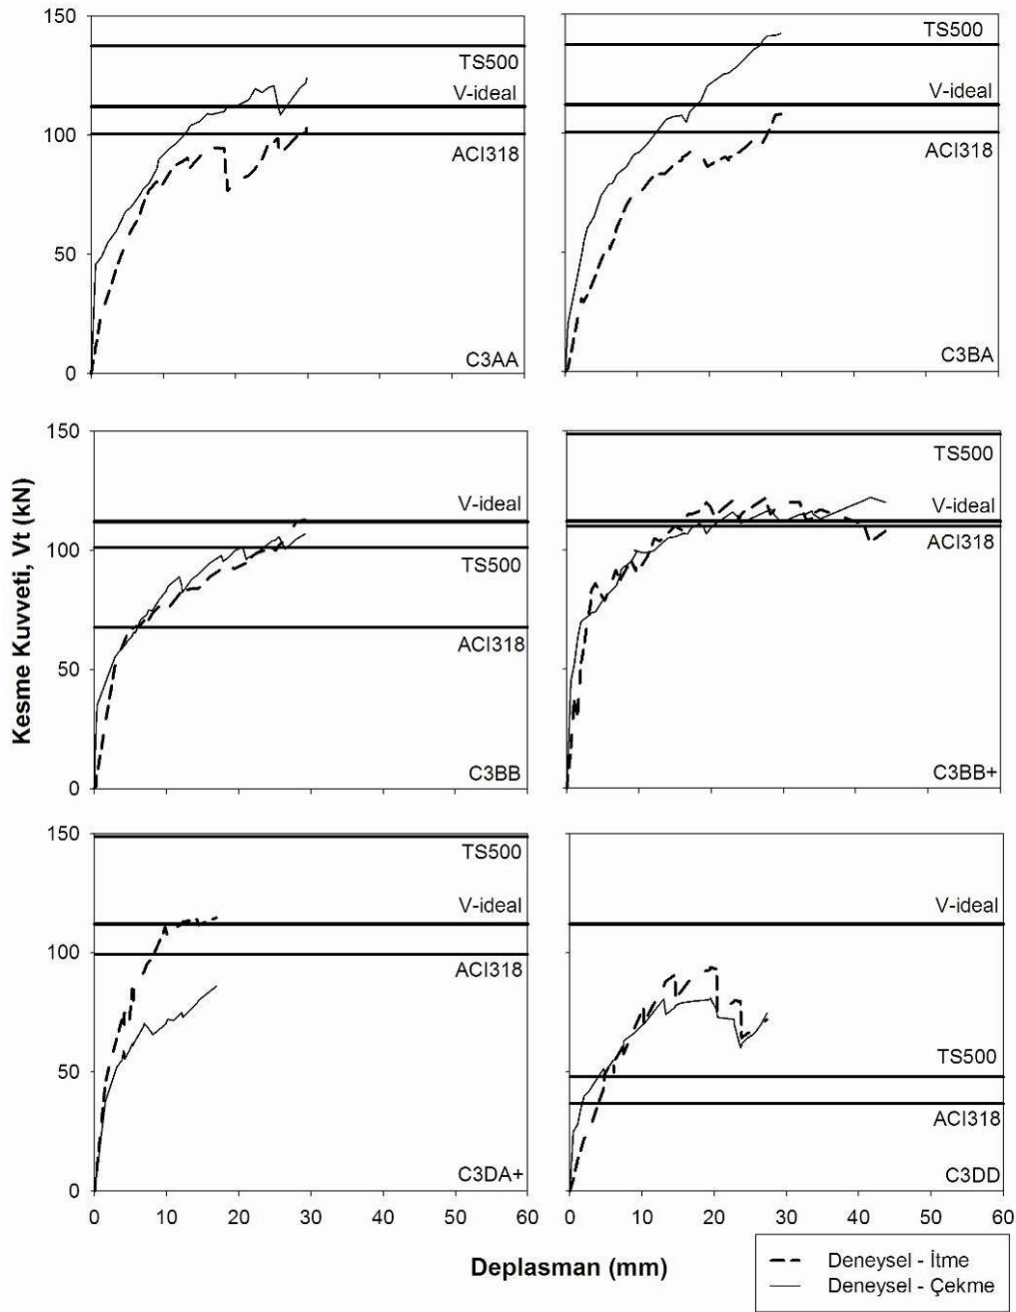 150
TS500
V-ideal
100
ACI318
50
C3AA
0
TS500
V-ideal
ACI318
C3BA
150
V-ideal
100
TS500
ACI318
50
C3BB
0
TS500
V-ideal
ACI318
C3BB+
Kesme Kuvveti, Vt (kN)
150
TS500
V-ideal
100
ACI318
50
C3DA+
0
0 10 20 30 40 50 60
V-ideal
TS500
ACI318
C3DD
0 10 20 30 40 50 60
Deplasman (mm)
Deneysel - İtme
Deneysel - Çekme